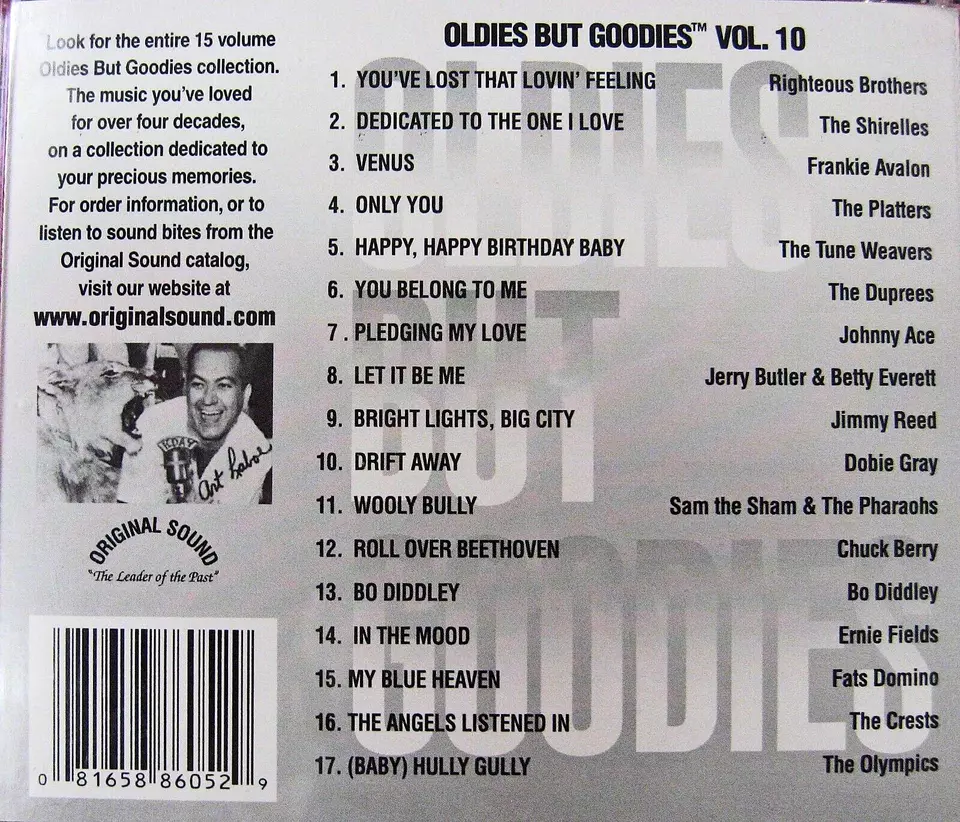 Look for the entire 15 volume
Oldies But Goodies collection.
The music you've loved
for over four decades,
on a collection dedicated to
your precious memories.
For order information, or to
listen to sound bites from the
Original Sound catalog,
visit our website at
www.originalsound.com
KDAY
Art Laboe
ORIGINAL SOUND
"The Leader of the Past"
0 81658 86052 9
OLDIES BUT GOODIES™ VOL. 10
1. YOU'VE LOST THAT LOVIN' FEELING Righteous Brothers
2. DEDICATED TO THE ONE I LOVE The Shirelles
3. VENUS Frankie Avalon
4. ONLY YOU The Platters
5. HAPPY, HAPPY BIRTHDAY BABY The Tune Weavers
6. YOU BELONG TO ME The Duprees
7. PLEDGING MY LOVE Johnny Ace
8. LET IT BE ME Jerry Butler & Betty Everett
9. BRIGHT LIGHTS, BIG CITY Jimmy Reed
10. DRIFT AWAY Dobie Gray
11. WOOLY BULLY Sam the Sham & The Pharaohs
12. ROLL OVER BEETHOVEN Chuck Berry
13. BO DIDDLEY Bo Diddley
14. IN THE MOOD Ernie Fields
15. MY BLUE HEAVEN Fats Domino
16. THE ANGELS LISTENED IN The Crests
17. (BABY) HULLY GULLY The Olympics
OLDIES
BUT
BUT
GOODIES
GOODIES